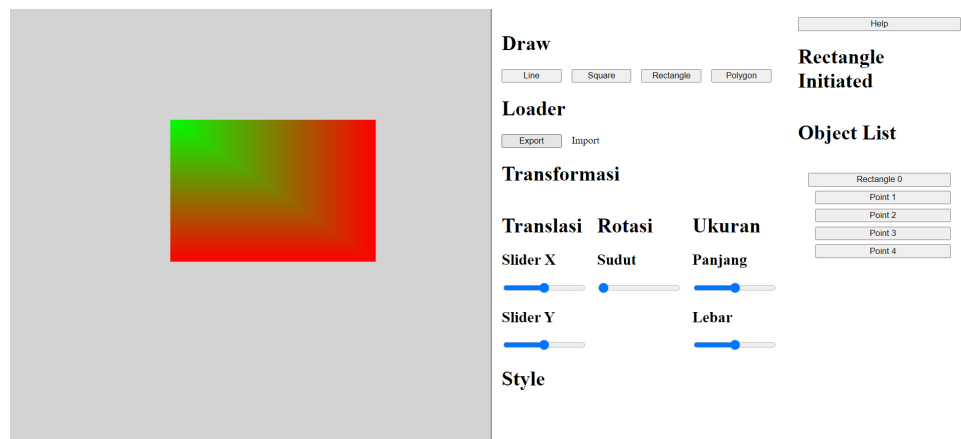 Draw
Line Square Rectangle Polygon
Loader
Export Import
Transformasi
Translasi Rotasi Ukuran
Slider X Sudut Panjang
Slider Y Lebar
Style
Help
Rectangle
Initiated
Object List
Rectangle 0
Point 1
Point 2
Point 3
Point 4